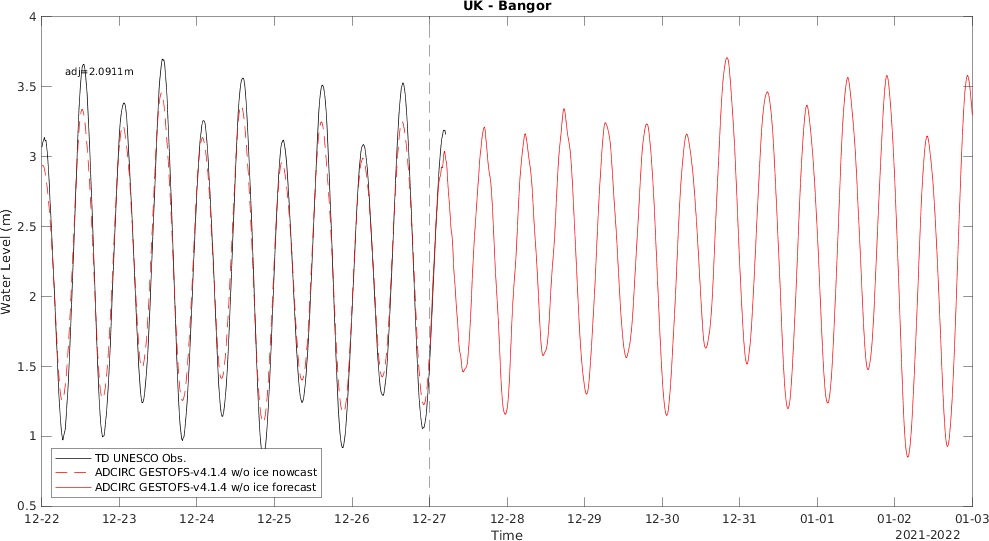 UK - Bangor
4
3.5
3
2.5
2
1.5
1
0.5
Water Level (m)
adj=2.0911m
TD UNESCO Obs.
ADCIRC GESTOFS-v4.1.4 w/o ice nowcast
ADCIRC GESTOFS-v4.1.4 w/o ice forecast
12-22 12-23 12-24 12-25 12-26 12-27 12-28 12-29 12-30 12-31 01-01 01-02 01-03
Time
2021-2022